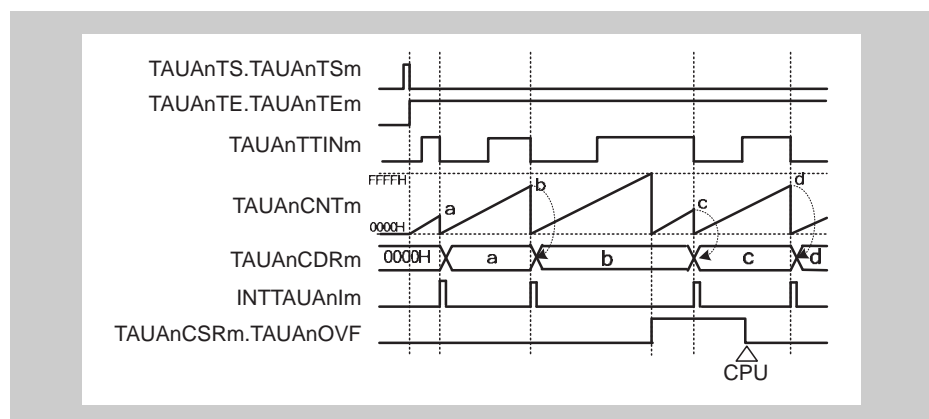 TAUAnTS.TAUAnTSm
TAUAnTE.TAUAnTEm
TAUAnTTINm
FFFFH
TAUAnCNTm
0000H
a
b
c
d
TAUAnCDRm
0000H a b c d
INTTAUAnIm
TAUAnCSRm.TAUAnOVF
CPU